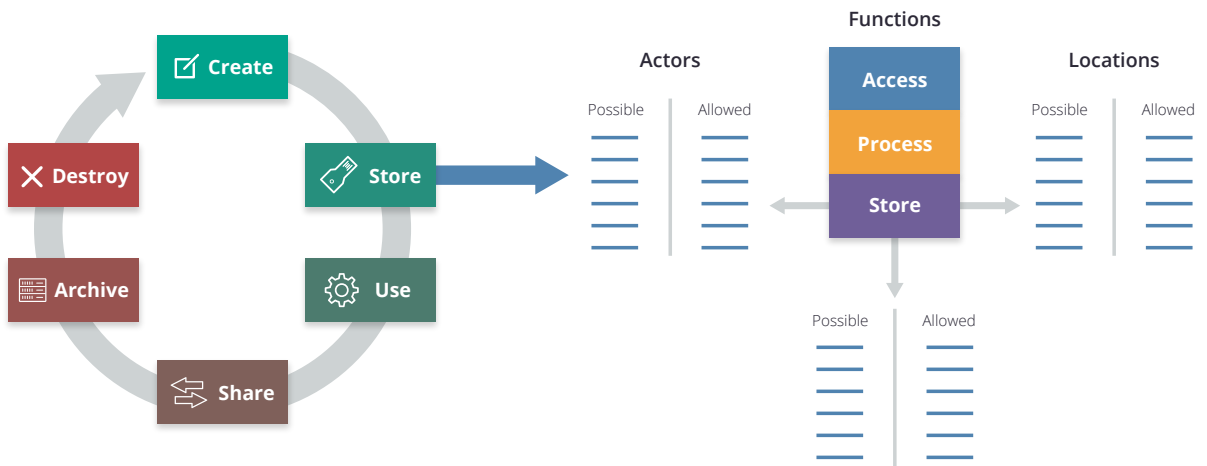 Create
Store
Use
Share
Archive
Destroy
Actors
Possible
Allowed
Functions
Access
Process
Store
Locations
Possible
Allowed
Possible
Allowed